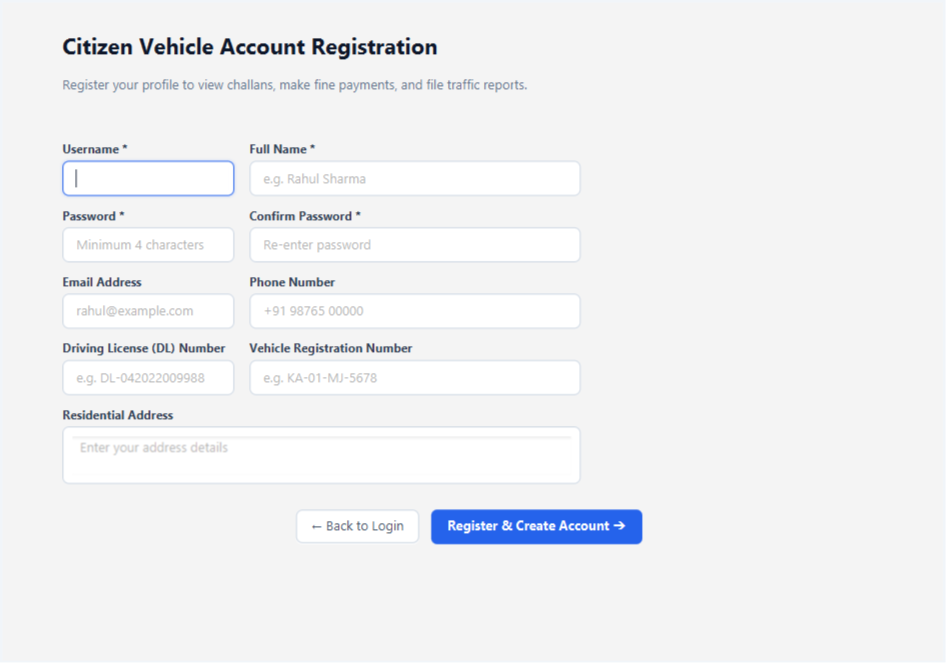 Citizen Vehicle Account Registration
Register your profile to view challans, make fine payments, and file traffic reports.
Username * Full Name *
e.g. Rahul Sharma
Password * Confirm Password *
Minimum 4 characters Re-enter password
Email Address Phone Number
rahul@example.com +91 98765 00000
Driving License (DL) Number Vehicle Registration Number
e.g. DL-042022009988 e.g. KA-01-MJ-5678
Residential Address
Enter your address details
← Back to Login Register & Create Account →